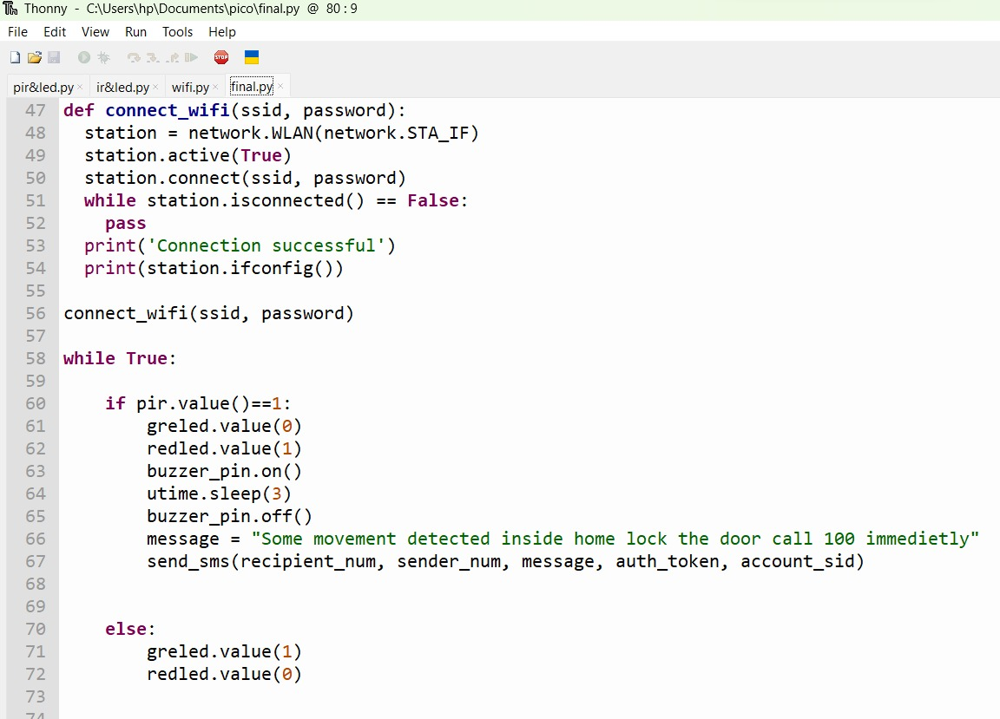 Thonny - C:\Users\hp\Documents\pico\final.py @ 80 : 9
File Edit View Run Tools Help
STOP
pir&led.py × ir&led.py × wifi.py × final.py ×
47 def connect_wifi(ssid, password):
48   station = network.WLAN(network.STA_IF)
49   station.active(True)
50   station.connect(ssid, password)
51   while station.isconnected() == False:
52     pass
53   print('Connection successful')
54   print(station.ifconfig())
55
56 connect_wifi(ssid, password)
57
58 while True:
59
60     if pir.value()==1:
61         greled.value(0)
62         redled.value(1)
63         buzzer_pin.on()
64         utime.sleep(3)
65         buzzer_pin.off()
66         message = "Some movement detected inside home lock the door call 100 immedietly"
67         send_sms(recipient_num, sender_num, message, auth_token, account_sid)
68
69
70     else:
71         greled.value(1)
72         redled.value(0)
73
74